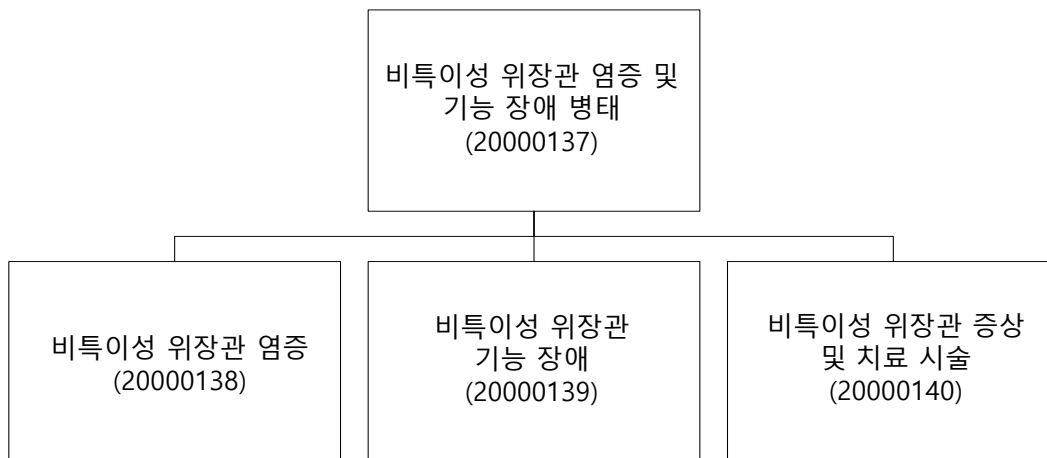 비특이성 위장관 염증 및
기능 장애 병태
(20000137)
비특이성 위장관 염증
(20000138)
비특이성 위장관
기능 장애
(20000139)
비특이성 위장관 증상
및 치료 시술
(20000140)